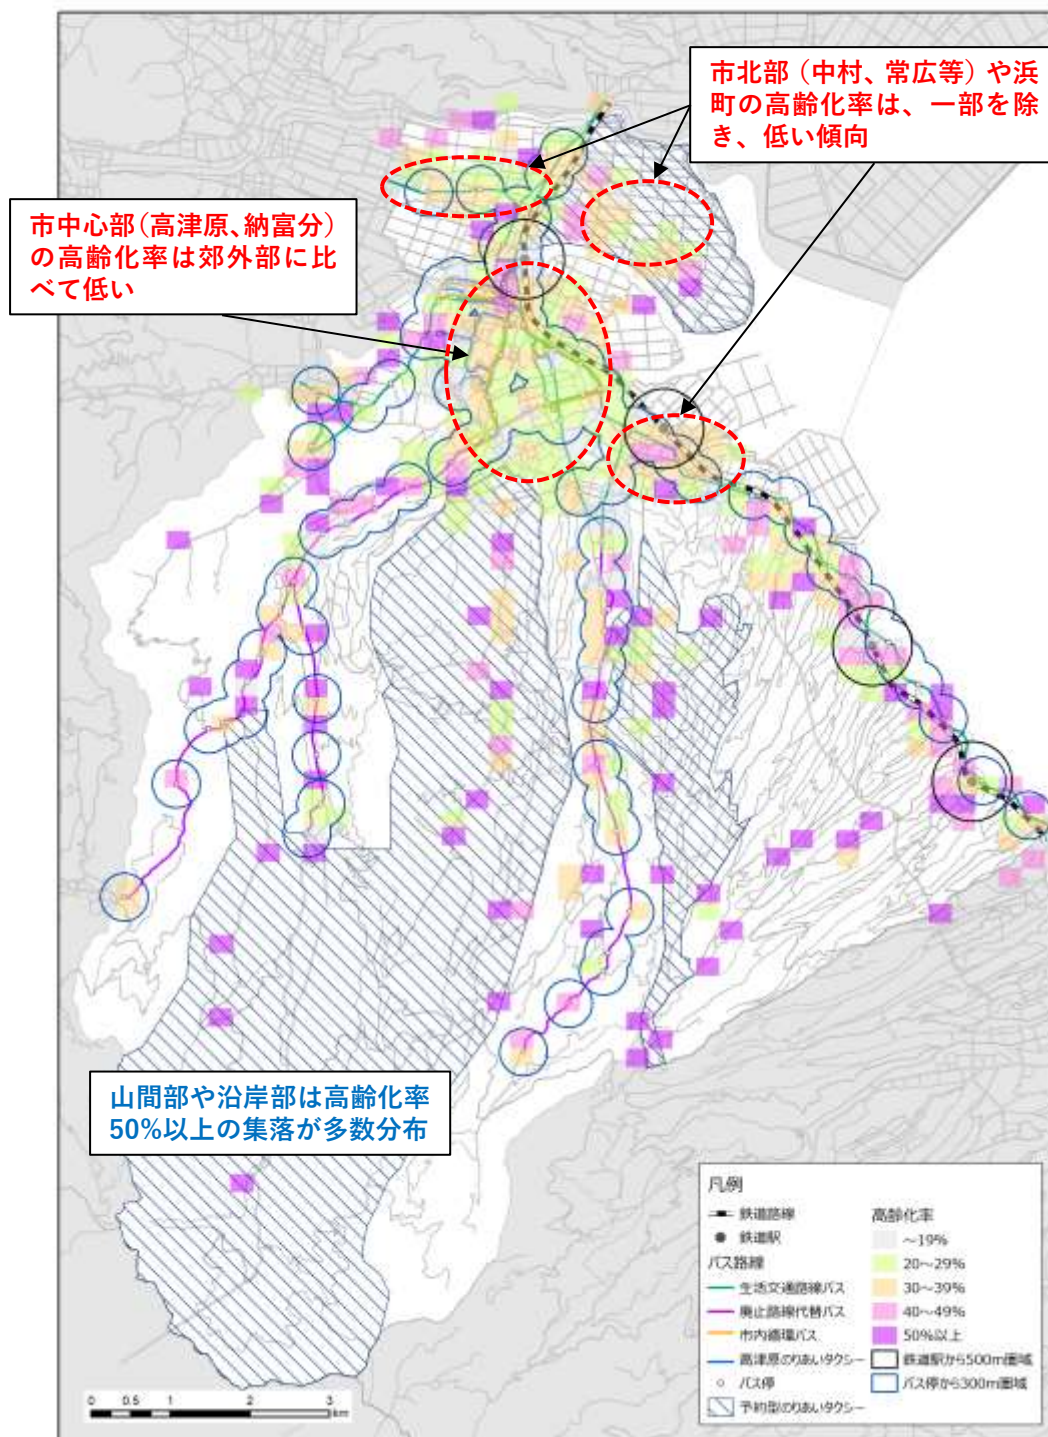 市北部（中村、常広等）や浜
町の高齢化率は、一部を除
き、低い傾向
市中心部（高津原、納富分）
の高齢化率は郊外部に比
べて低い
山間部や沿岸部は高齢化率
50%以上の集落が多数分布
凡例
鉄道路線
鉄道駅
バス路線
生活交通路線バス
廃止路線代替バス
市内循環バス
高津原のりあいタクシー
バス停
予約型のりあいタクシー
高齢化率
～19%
20～29%
30～39%
40～49%
50%以上
鉄道駅から500m圏域
バス停から300m圏域
0 0.5 1 2 3
km